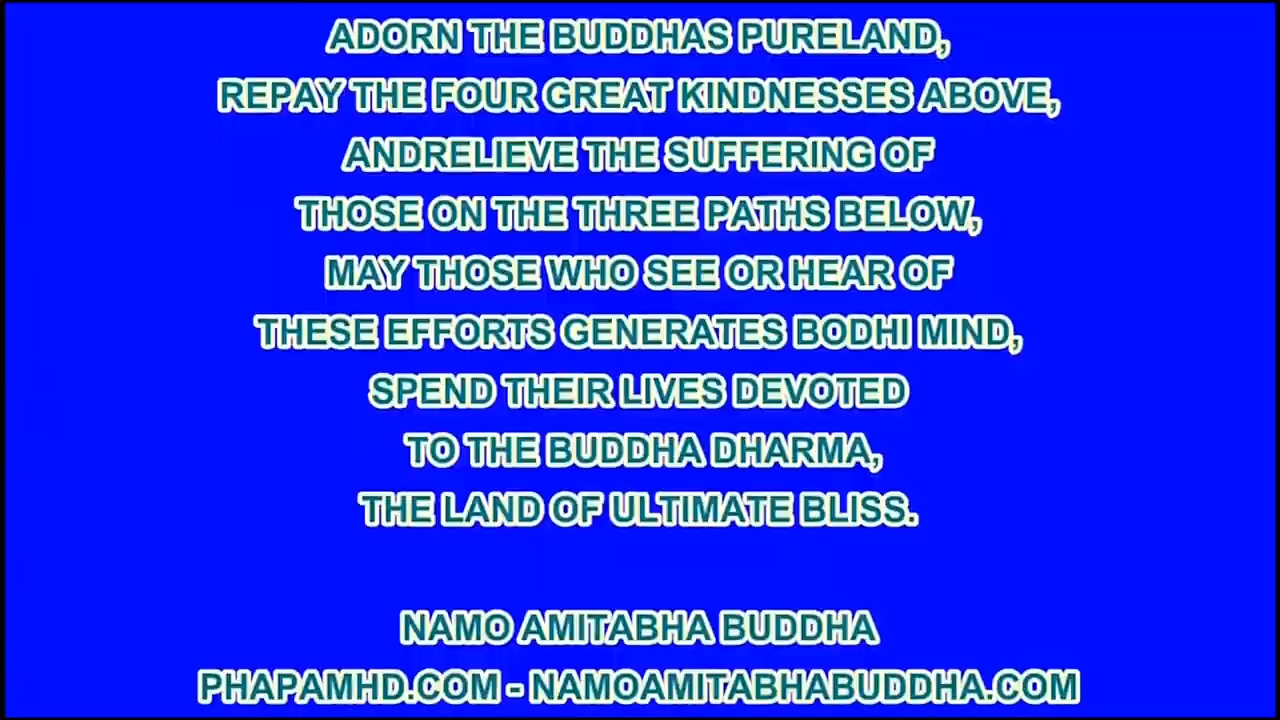 ADORN THE BUDDHAS PURELAND,
REPAY THE FOUR GREAT KINDNESSES ABOVE,
ANDRELIEVE THE SUFFERING OF
THOSE ON THE THREE PATHS BELOW,
MAY THOSE WHO SEE OR HEAR OF
THESE EFFORTS GENERATES BODHI MIND,
SPEND THEIR LIVES DEVOTED
TO THE BUDDHA DHARMA,
THE LAND OF ULTIMATE BLISS.
NAMO AMITABHA BUDDHA
PHAPAMHD.COM - NAMOAMITABHABUDDHA.COM